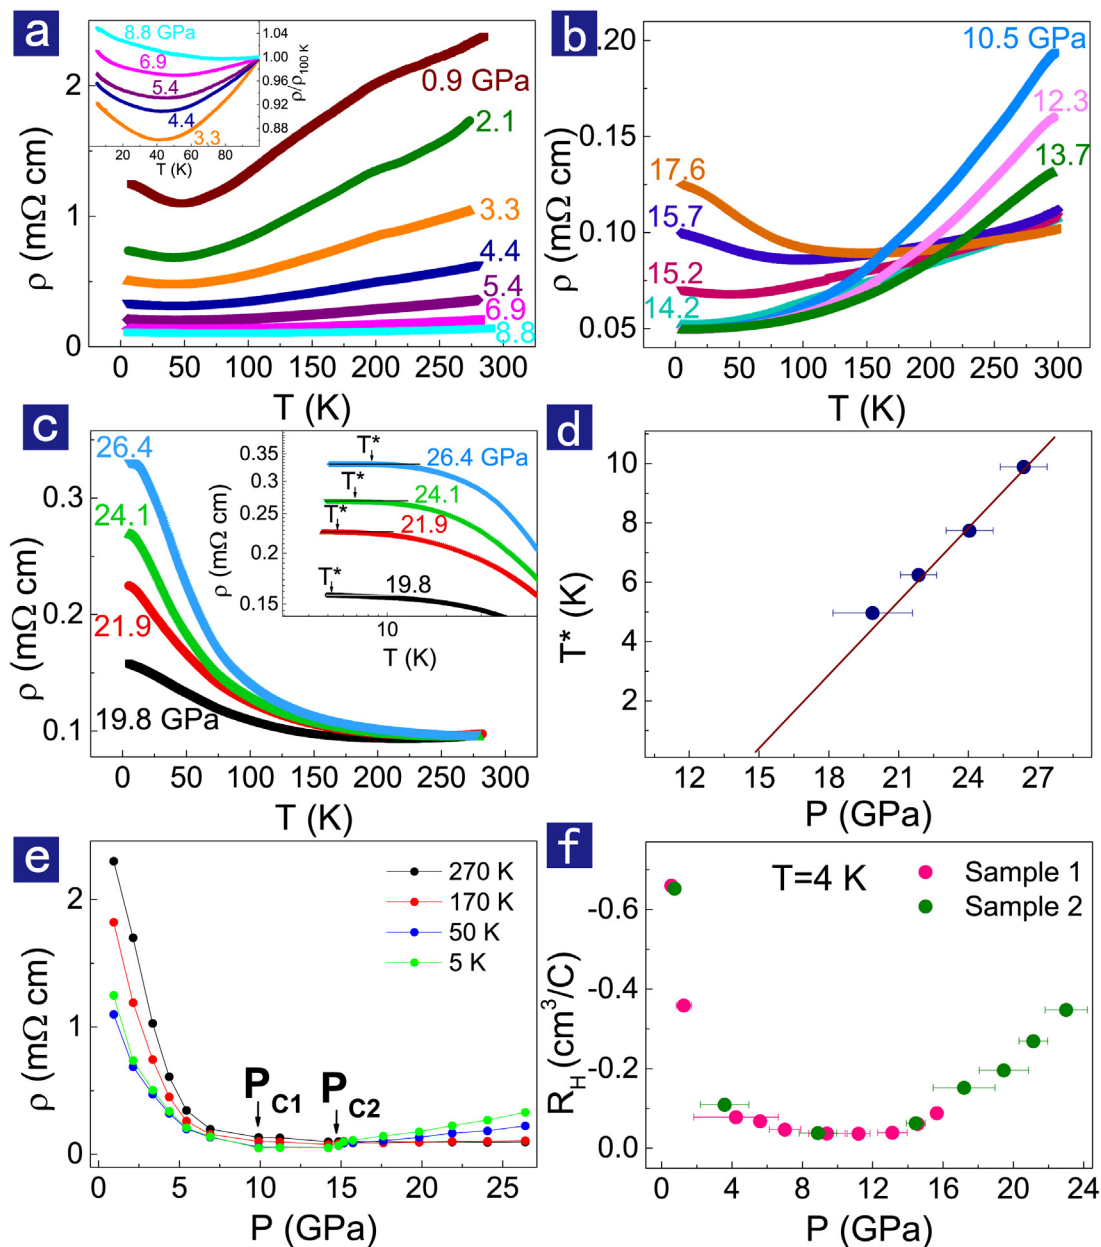 a
8.8 GPa
6.9
5.4
4.4
3.3
1.04
1.00
0.96
0.92
0.88
ρ/ρ100 K
20 40 60 80
T (K)
0.9 GPa
2.1
3.3
4.4
5.4
6.9
8.8
2
1
0
ρ (mΩ cm)
0 50 100 150 200 250 300
T (K)
b
0.20
0.15
0.10
0.05
ρ (mΩ cm)
10.5 GPa
12.3
13.7
17.6
15.7
15.2
14.2
0 50 100 150 200 250 300
T (K)
c
26.4
24.1
21.9
19.8 GPa
0.3
0.2
0.1
ρ (mΩ cm)
0 50 100 150 200 250 300
T (K)
0.35
0.3
0.25
0.2
0.15
ρ (mΩ cm)
T*
26.4 GPa
T*
24.1
T*
21.9
T*
19.8
10
T (K)
d
10
8
6
4
2
T* (K)
12 15 18 21 24 27
P (GPa)
e
2
1
0
ρ (mΩ cm)
270 K
170 K
50 K
5 K
PC1
PC2
0 5 10 15 20 25
P (GPa)
f
T=4 K
Sample 1
Sample 2
-0.6
-0.4
-0.2
0.0
RH(cm3/C)
0 4 8 12 16 20 24
P (GPa)